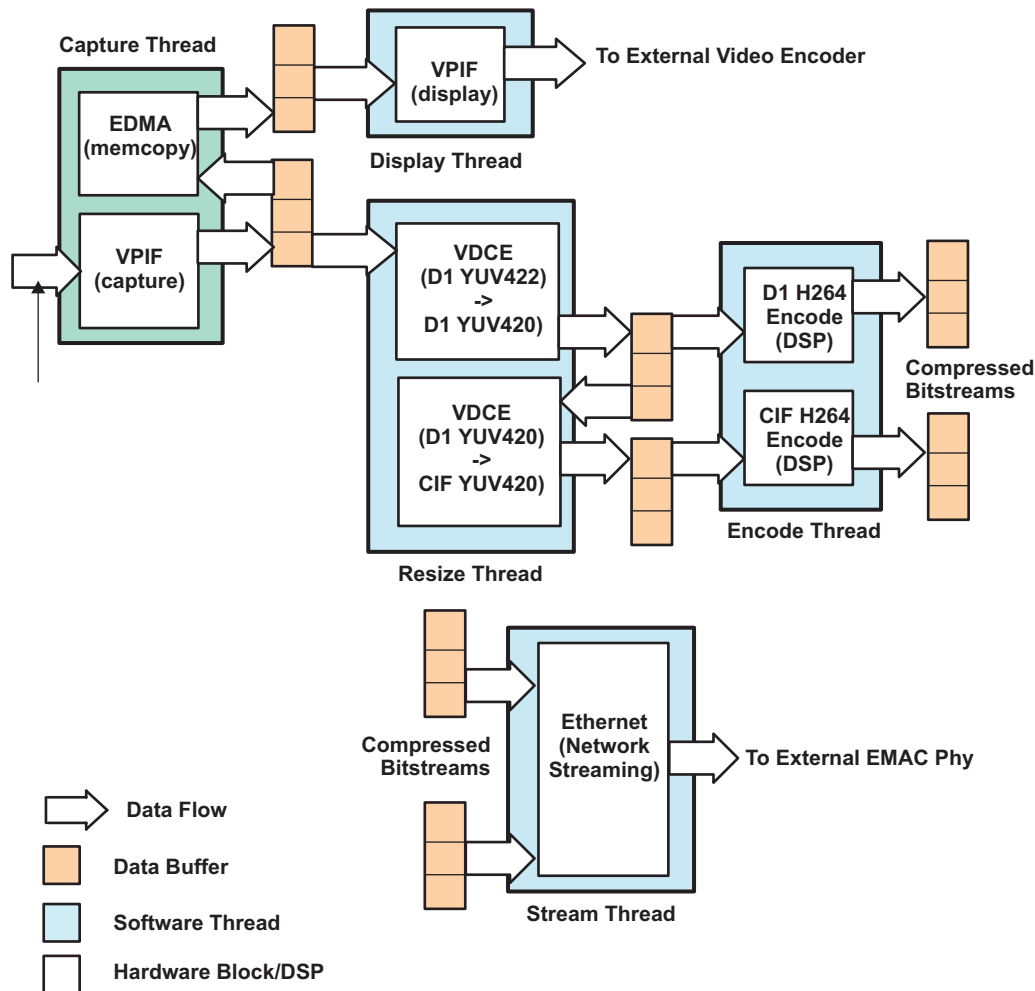 Capture Thread
EDMA
(memcopy)
VPIF
(capture)
VPIF
(display)
To External Video Encoder
Display Thread
VDCE
(D1 YUV422)
->
D1 YUV420)
VDCE
(D1 YUV420)
->
CIF YUV420)
Resize Thread
D1 H264
Encode
(DSP)
CIF H264
Encode
(DSP)
Encode Thread
Compressed
Bitstreams
Compressed
Bitstreams
Ethernet
(Network
Streaming)
To External EMAC Phy
Stream Thread
Data Flow
Data Buffer
Software Thread
Hardware Block/DSP